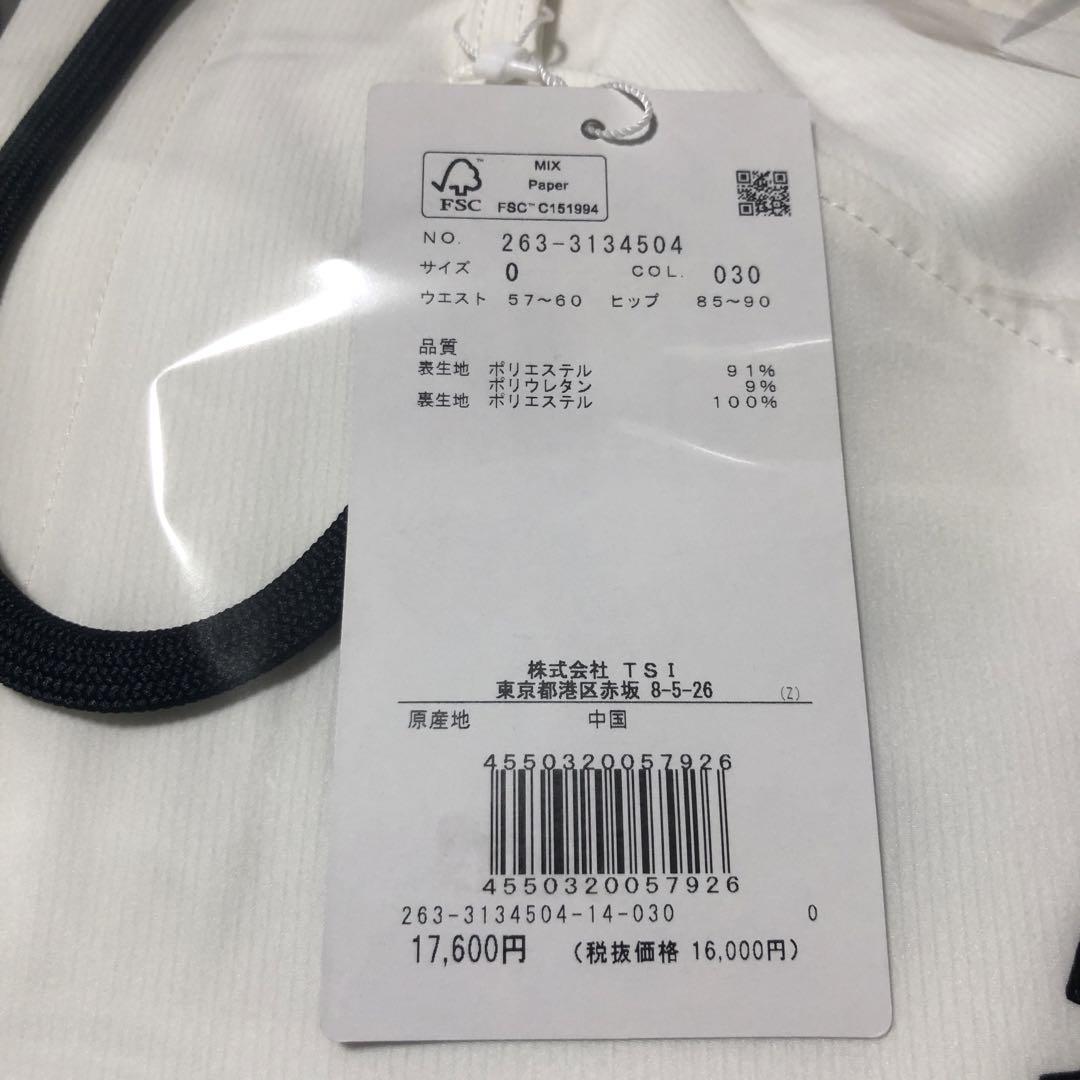 FSC™
MIX
Paper
FSC™ C151994
NO. 263-3134504
サイズ 0 COL. 030
ウエスト 57～60 ヒップ 85～90
品質
表生地 ポリエステル 91%
ポリウレタン 9%
裏生地 ポリエステル 100%
株式会社 TSI
東京都港区赤坂 8-5-26 (Z)
原産地 中国
4550320057926
4550320057926
263-3134504-14-030 0
17,600円 (税抜価格 16,000円)